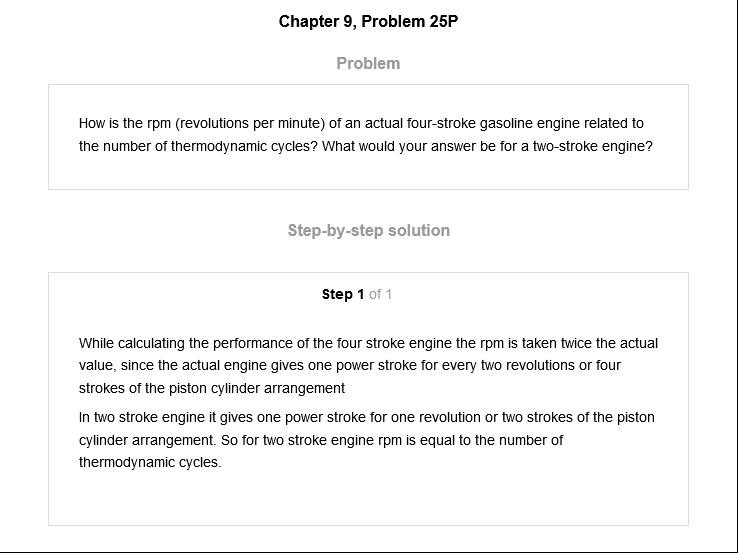 Chapter 9, Problem 25P
Problem
How is the rpm (revolutions per minute) of an actual four-stroke gasoline engine related to
the number of thermodynamic cycles? What would your answer be for a two-stroke engine?
Step-by-step solution
Step 1 of 1
While calculating the performance of the four stroke engine the rpm is taken twice the actual
value, since the actual engine gives one power stroke for every two revolutions or four
strokes of the piston cylinder arrangement
In two stroke engine it gives one power stroke for one revolution or two strokes of the piston
cylinder arrangement. So for two stroke engine rpm is equal to the number of
thermodynamic cycles.